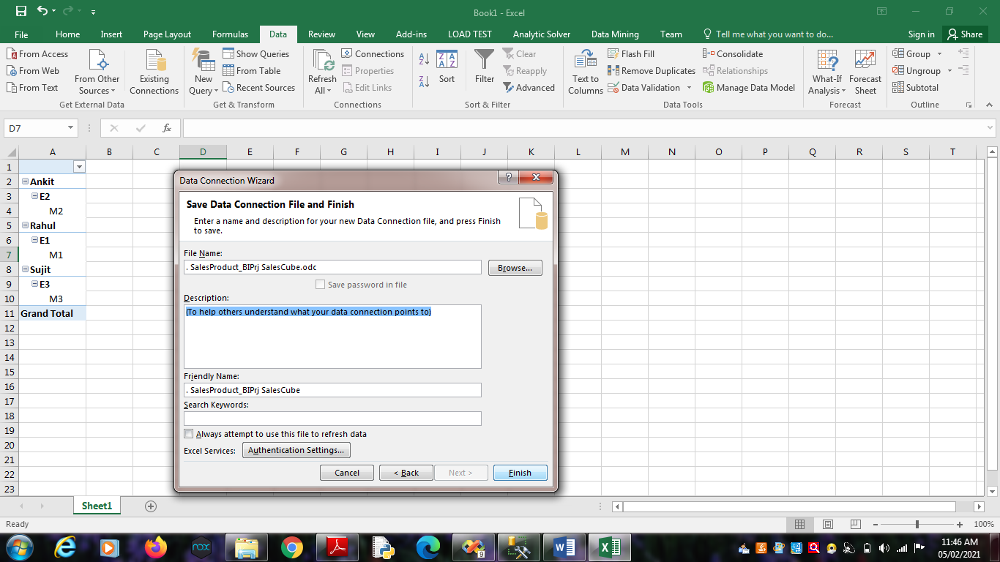 Book1 - Excel
File Home Insert Page Layout Formulas Data Review View Add-ins LOAD TEST Analytic Solver Data Mining Team Tell me what you want to do... Sign in Share
From Access
From Web
From Text
From Other
Sources
Existing
Connections
Get External Data
New
Query
Show Queries
From Table
Recent Sources
Get & Transform
Refresh
All
Connections
Properties
Edit Links
Connections
Sort
Filter
Clear
Reapply
Advanced
Sort & Filter
Text to
Columns
Flash Fill
Remove Duplicates
Data Validation
Consolidate
Relationships
Manage Data Model
Data Tools
What-If
Analysis
Forecast
Sheet
Forecast
Group
Ungroup
Subtotal
Outline
D7 fx
A B C D E F G H I J K L M N O P Q R S T
1
2 Ankit
3 E2
4 M2
5 Rahul
6 E1
7 M1
8 Sujit
9 E3
10 M3
11 Grand Total
12
13
14
15
16
17
18
19
20
21
22
23
Data Connection Wizard
Save Data Connection File and Finish
Enter a name and description for your new Data Connection file, and press Finish
to save.
File Name:
. SalesProduct_BIPrj SalesCube.odc
Browse...
Save password in file
Description:
(To help others understand what your data connection points to)
Friendly Name:
. SalesProduct_BIPrj SalesCube
Search Keywords:
Always attempt to use this file to refresh data
Excel Services: Authentication Settings...
Cancel < Back Next > Finish
Sheet1
Ready 100%
nox
9
11:46 AM
05/02/2021